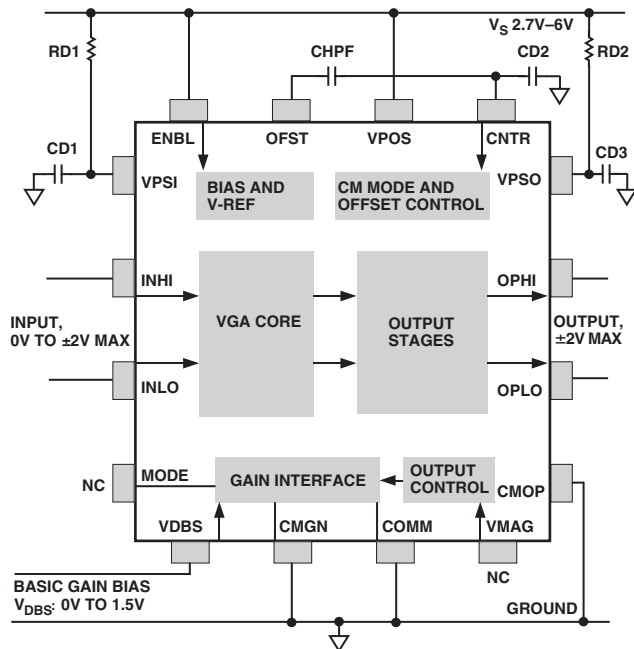 V_S 2.7V–6V
RD1
CHPF
CD2
RD2
ENBL
OFST
VPOS
CNTR
CD1
CD3
VPSI
BIAS AND
V-REF
CM MODE AND
OFFSET CONTROL
VPSO
INHI
OPHI
INPUT,
0V TO ±2V MAX
VGA CORE
OUTPUT
STAGES
OUTPUT,
±2V MAX
INLO
OPLO
NC
MODE
GAIN INTERFACE
OUTPUT
CONTROL
CMOP
VDBS
CMGN
COMM
VMAG
NC
BASIC GAIN BIAS
V_DBS: 0V TO 1.5V
GROUND